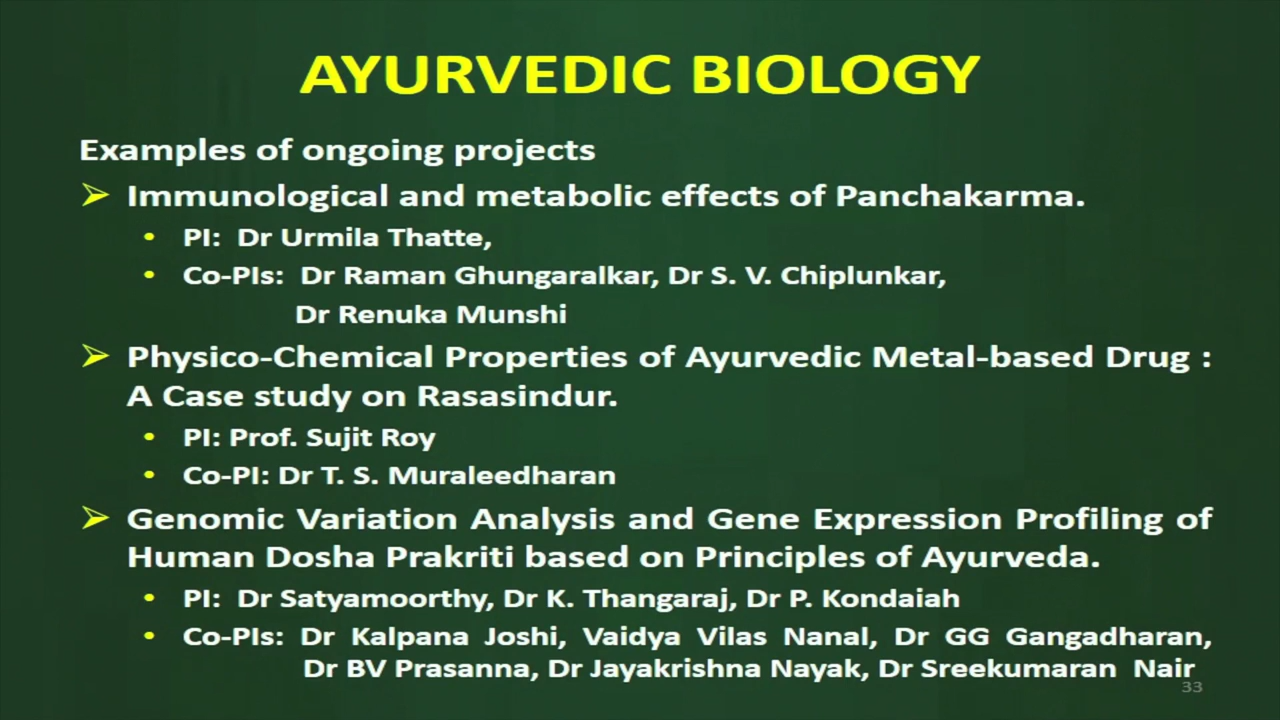 AYURVEDIC BIOLOGY
Examples of ongoing projects
➢ Immunological and metabolic effects of Panchakarma.
• PI: Dr Urmila Thatte,
• Co-PIs: Dr Raman Ghungaralkar, Dr S. V. Chiplunkar,
Dr Renuka Munshi
➢ Physico-Chemical Properties of Ayurvedic Metal-based Drug :
A Case study on Rasasindur.
• PI: Prof. Sujit Roy
• Co-PI: Dr T. S. Muraleedharan
➢ Genomic Variation Analysis and Gene Expression Profiling of
Human Dosha Prakriti based on Principles of Ayurveda.
• PI: Dr Satyamoorthy, Dr K. Thangaraj, Dr P. Kondaiah
• Co-PIs: Dr Kalpana Joshi, Vaidya Vilas Nanal, Dr GG Gangadharan,
Dr BV Prasanna, Dr Jayakrishna Nayak, Dr Sreekumaran Nair
33